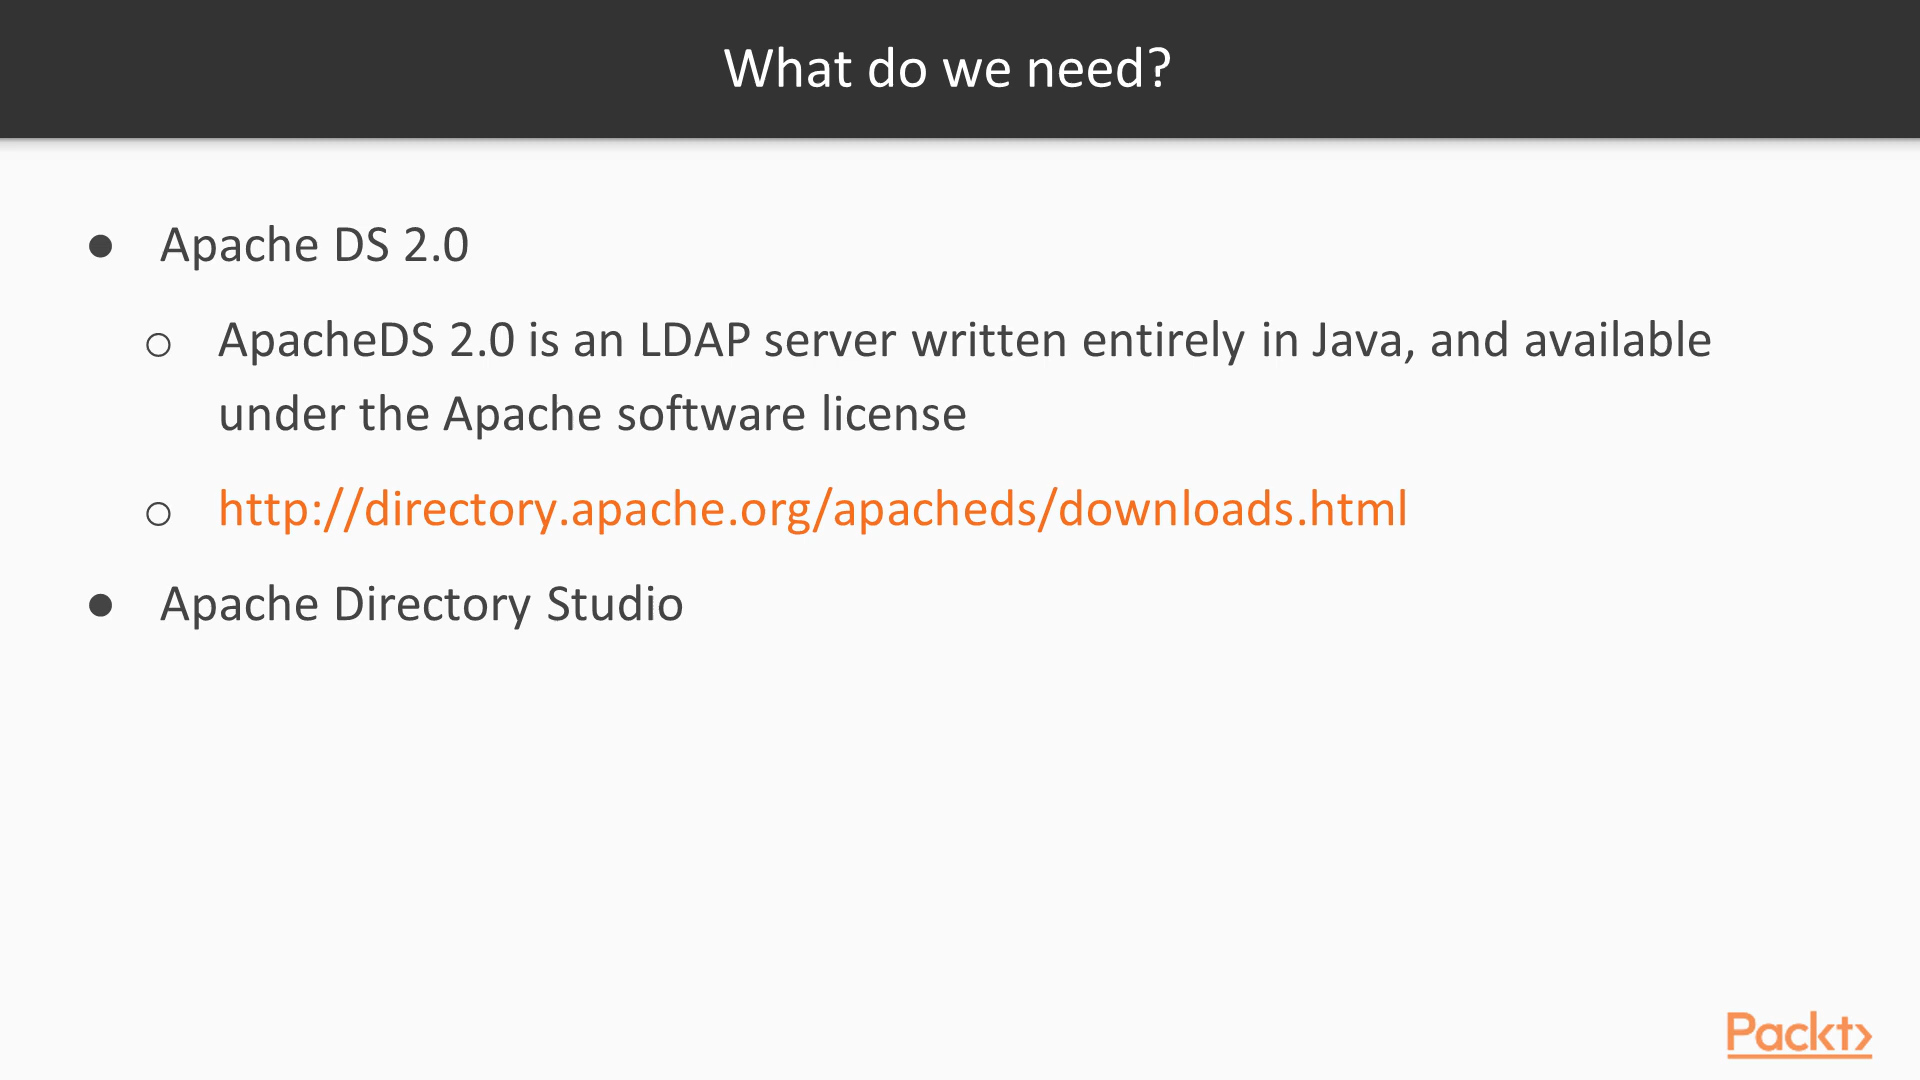 What do we need?
● Apache DS 2.0
○ ApacheDS 2.0 is an LDAP server written entirely in Java, and available
under the Apache software license
○ http://directory.apache.org/apacheds/downloads.html
● Apache Directory Studio
Packt>